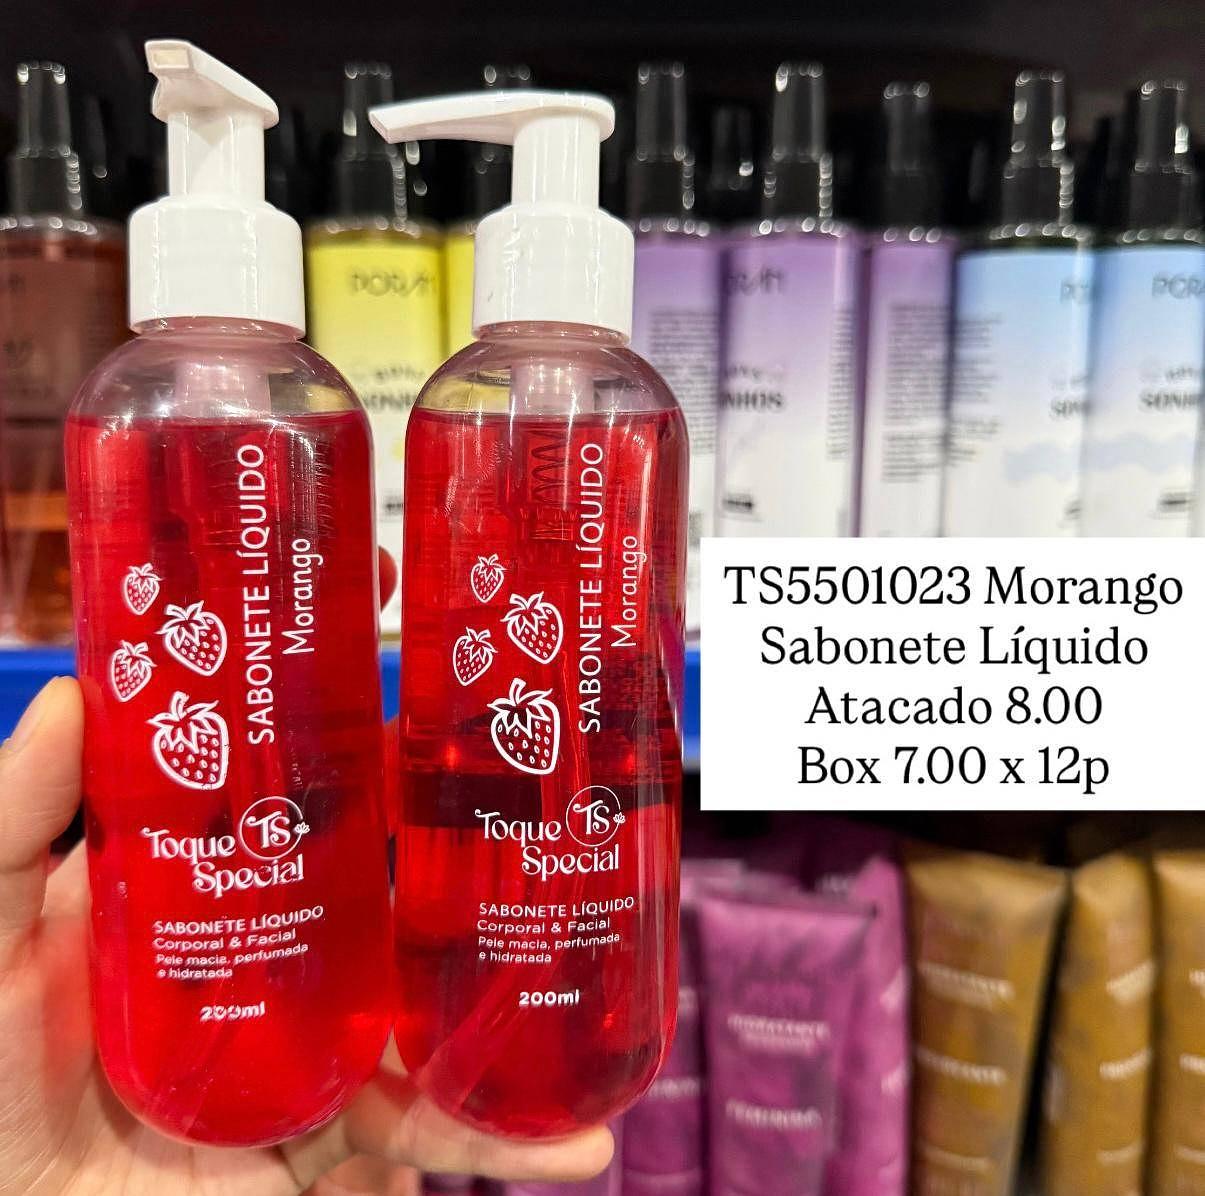 SABONETE LÍQUIDO
Morango
Toque TS
Special
SABONETE LÍQUIDO
Corporal & Facial
Pele macia, perfumada
e hidratada
200ml
SABONETE LÍQUIDO
Morango
Toque TS
Special
SABONETE LÍQUIDO
Corporal & Facial
Pele macia, perfumada
e hidratada
200ml
TS5501023 Morango
Sabonete Líquido
Atacado 8.00
Box 7.00 x 12p